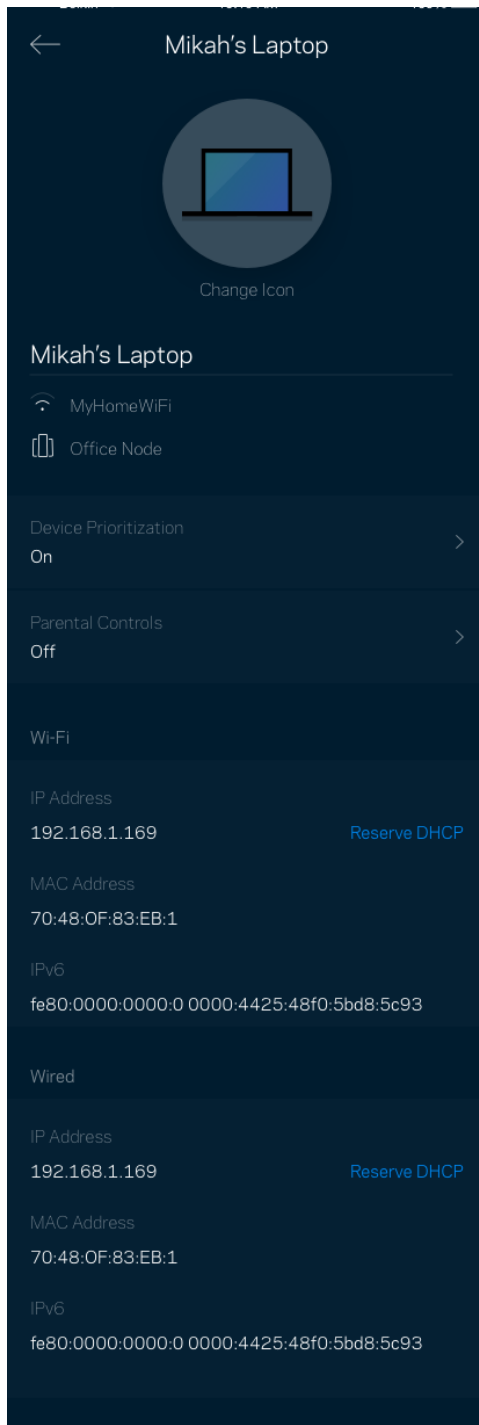 Mikah's Laptop
Change Icon
Mikah's Laptop
MyHomeWiFi
Office Node
Device Prioritization
On
Parental Controls
Off
Wi-Fi
IP Address
192.168.1.169
Reserve DHCP
MAC Address
70:48:0F:83:EB:1
IPv6
fe80:0000:0000:0 0000:4425:48f0:5bd8:5c93
Wired
IP Address
192.168.1.169
Reserve DHCP
MAC Address
70:48:0F:83:EB:1
IPv6
fe80:0000:0000:0 0000:4425:48f0:5bd8:5c93